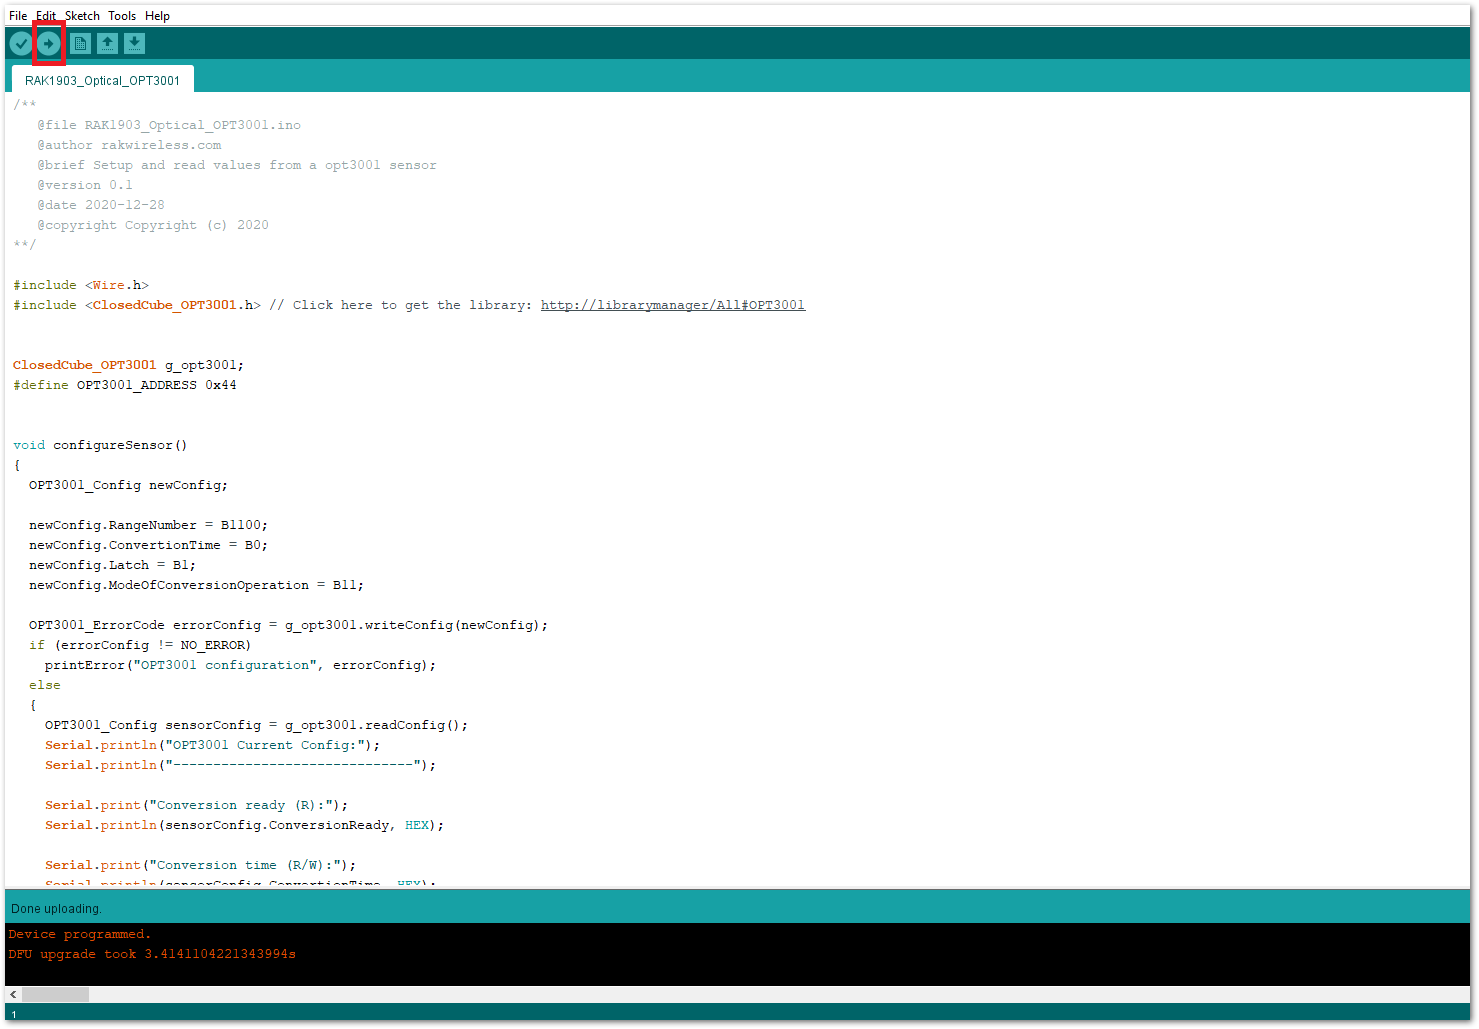 File Edit Sketch Tools Help
RAK1903_Optical_OPT3001
/**
@file RAK1903_Optical_OPT3001.ino
@author rakwireless.com
@brief Setup and read values from a opt3001 sensor
@version 0.1
@date 2020-12-28
@copyright Copyright (c) 2020
**/
#include <Wire.h>
#include <ClosedCube_OPT3001.h> // Click here to get the library: http://librarymanager/All#OPT3001
ClosedCube_OPT3001 g_opt3001;
#define OPT3001_ADDRESS 0x44
void configureSensor()
{
OPT3001_Config newConfig;
newConfig.RangeNumber = B1100;
newConfig.ConvertionTime = B0;
newConfig.Latch = B1;
newConfig.ModeOfConversionOperation = B11;
OPT3001_ErrorCode errorConfig = g_opt3001.writeConfig(newConfig);
if (errorConfig != NO_ERROR)
printError("OPT3001 configuration", errorConfig);
else
{
OPT3001_Config sensorConfig = g_opt3001.readConfig();
Serial.println("OPT3001 Current Config:");
Serial.println("------------------------------");
Serial.print("Conversion ready (R):");
Serial.println(sensorConfig.ConversionReady, HEX);
Serial.print("Conversion time (R/W):");
Serial.println(sensorConfig.ConvertionTime, HEX);
Done uploading.
Device programmed.
DFU upgrade took 3.4141104221343994s
1